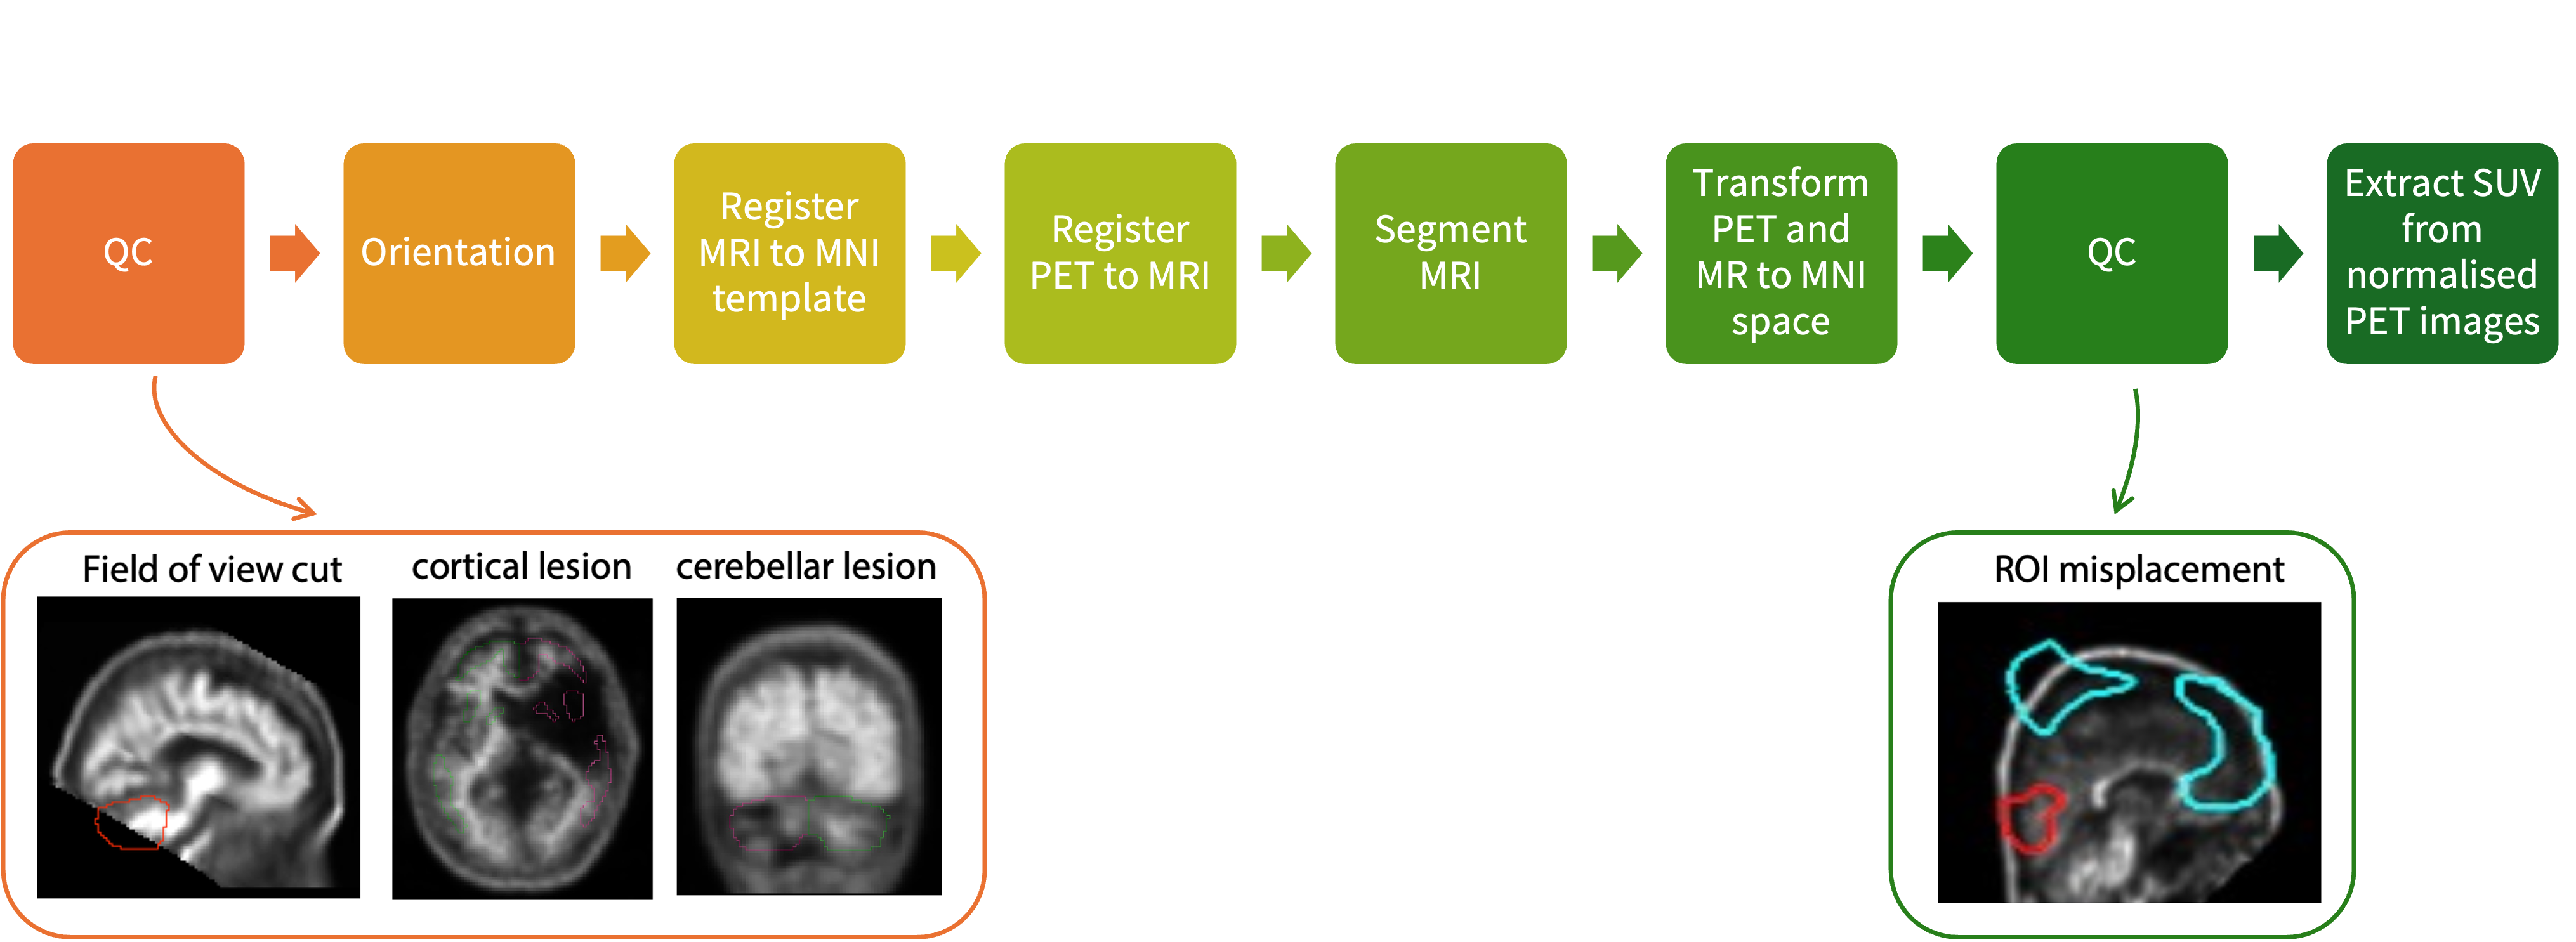 QC
Orientation
Register
MRI to MNI
template
Register
PET to MRI
Segment
MRI
Transform
PET and
MR to MNI
space
QC
Extract SUV
from
normalised
PET images
Field of view cut
cortical lesion
cerebellar lesion
ROI misplacement